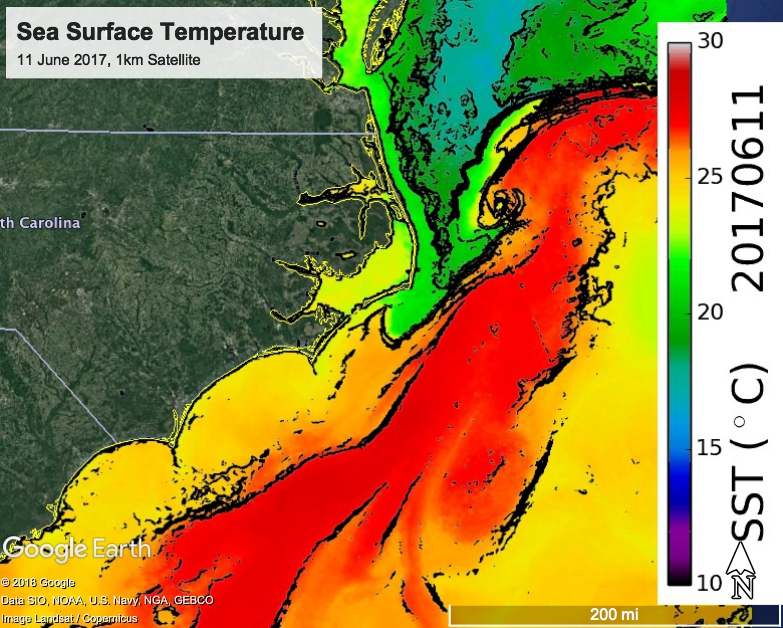 Sea Surface Temperature
11 June 2017, 1km Satellite
th Carolina
30
25
20
15
10
SST (°C) 20170611
N
Google Earth
© 2018 Google
Data SIO, NOAA, U.S. Navy, NGA, GEBCO
Image Landsat / Copernicus
200 mi